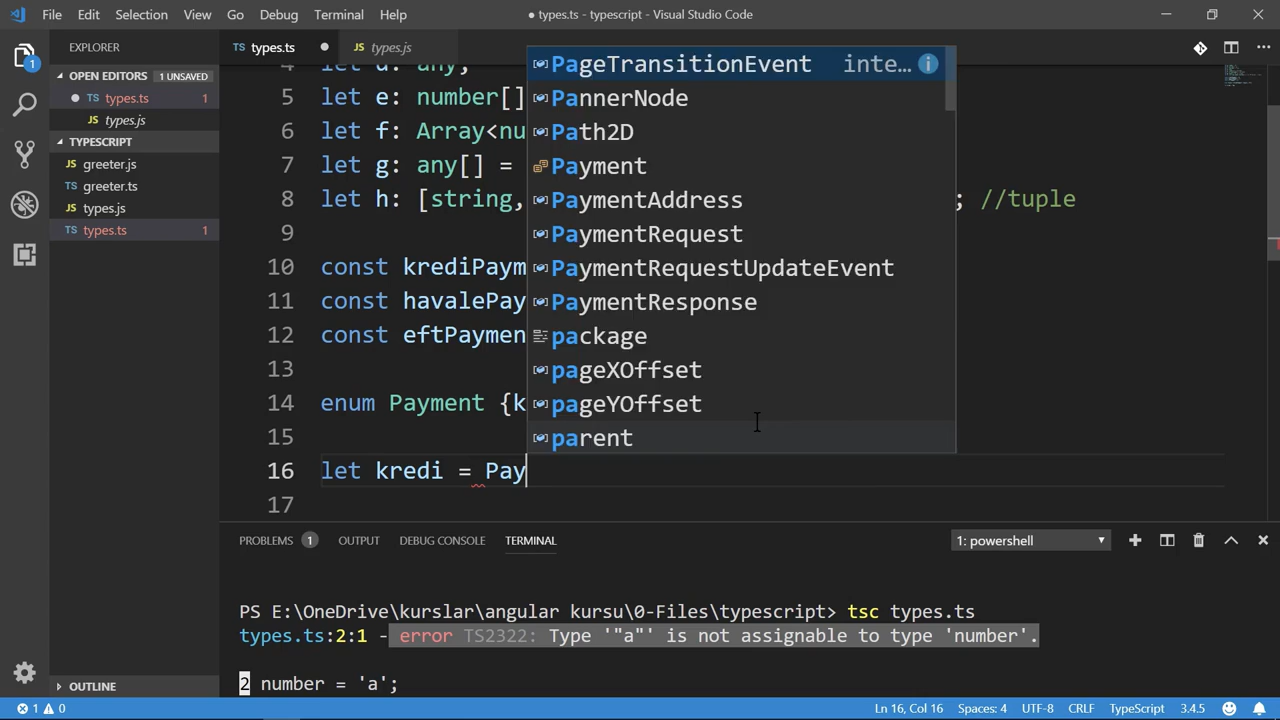 File Edit Selection View Go Debug Terminal Help
● types.ts - typescript - Visual Studio Code
EXPLORER
OPEN EDITORS 1 UNSAVED
TS types.ts 1
types.js
TYPESCRIPT
greeter.js
TS greeter.ts
types.js
TS types.ts 1
OUTLINE
1
TS types.ts
types.js
5 let e: number[]
6 let f: Array<nu
7 let g: any[] =
8 let h: [string, ; //tuple
9
10 const krediPaym
11 const havalePay
12 const eftPaymen
13
14 enum Payment {k
15
16 let kredi = Pay
17
PageTransitionEvent inte…
PannerNode
Path2D
Payment
PaymentAddress
PaymentRequest
PaymentRequestUpdateEvent
PaymentResponse
package
pageXOffset
pageYOffset
parent
PROBLEMS 1 OUTPUT DEBUG CONSOLE TERMINAL
1: powershell
PS E:\OneDrive\kurslar\angular kursu\0-Files\typescript> tsc types.ts
types.ts:2:1 - error TS2322: Type '"a"' is not assignable to type 'number'.
2 number = 'a';
1 0
Ln 16, Col 16 Spaces: 4 UTF-8 CRLF TypeScript 3.4.5